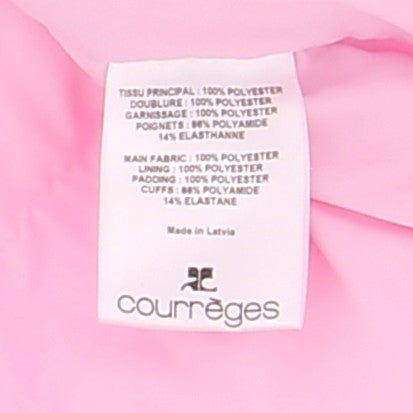 TISSU PRINCIPAL : 100% POLYESTER
DOUBLURE : 100% POLYESTER
GARNISSAGE : 100% POLYESTER
POIGNETS : 86% POLYAMIDE
14% ELASTHANNE
MAIN FABRIC : 100% POLYESTER
LINING : 100% POLYESTER
PADDING : 100% POLYESTER
CUFFS : 86% POLYAMIDE
14% ELASTANE
Made in Latvia
courrèges